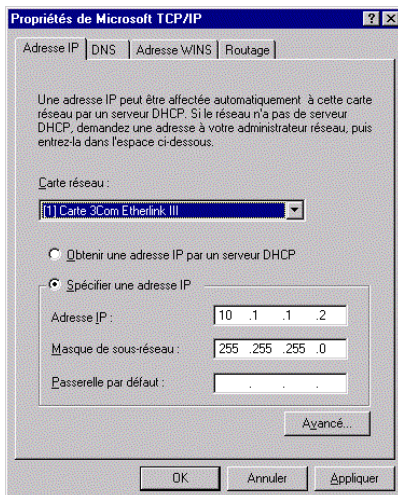 Propriétés de Microsoft TCP/IP
Adresse IP DNS Adresse WINS Routage
Une adresse IP peut être affectée automatiquement à cette carte
réseau par un serveur DHCP. Si le réseau n'a pas de serveur
DHCP, demandez une adresse à votre administrateur réseau, puis
entrez-la dans l'espace ci-dessous.
Carte réseau :
[1] Carte 3Com Etherlink III
Obtenir une adresse IP par un serveur DHCP
Spécifier une adresse IP
Adresse IP : 10 .1 .1 .2
Masque de sous-réseau : 255 .255 .255 .0
Passerelle par défaut : . . .
Avancé...
OK Annuler Appliquer